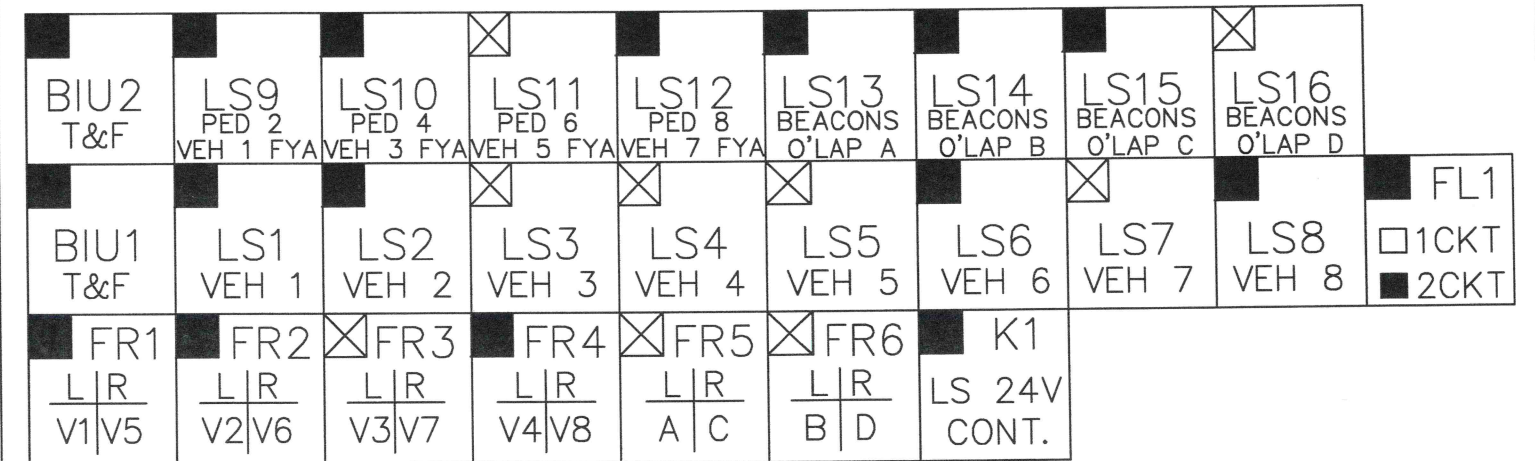 BIU2 LS9 LS10 LS11 LS12 LS13 LS14 LS15 LS16
T&F PED 2 PED 4 PED 6 PED 8 BEACONS BEACONS BEACONS BEACONS
VEH 1 FYA VEH 3 FYA VEH 5 FYA VEH 7 FYA O'LAP A O'LAP B O'LAP C O'LAP D
FL1
BIU1 LS1 LS2 LS3 LS4 LS5 LS6 LS7 LS8 1CKT
T&F VEH 1 VEH 2 VEH 3 VEH 4 VEH 5 VEH 6 VEH 7 VEH 8 2CKT
FR1 FR2 FR3 FR4 FR5 FR6 K1
L R L R L R L R L R L R LS 24V
V1 V5 V2 V6 V3 V7 V4 V8 A C B D CONT.